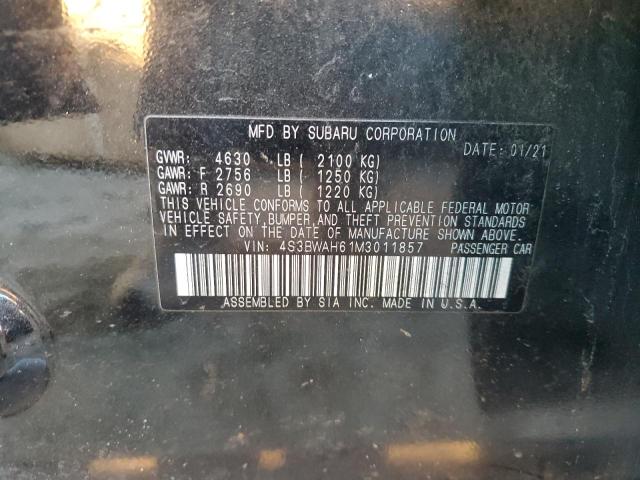 MFD BY SUBARU CORPORATION DATE: 01/21
GVWR: 4630 LB ( 2100 KG)
GAWR: F 2756 LB ( 1250 KG)
GAWR: R 2690 LB ( 1220 KG)
THIS VEHICLE CONFORMS TO ALL APPLICABLE FEDERAL MOTOR
VEHICLE SAFETY, BUMPER, AND THEFT PREVENTION STANDARDS
IN EFFECT ON THE DATE OF MANUFACTURE SHOWN ABOVE.
VIN: 4S3BWAH61M3011857 PASSENGER CAR
ASSEMBLED BY SIA INC. MADE IN U.S.A.